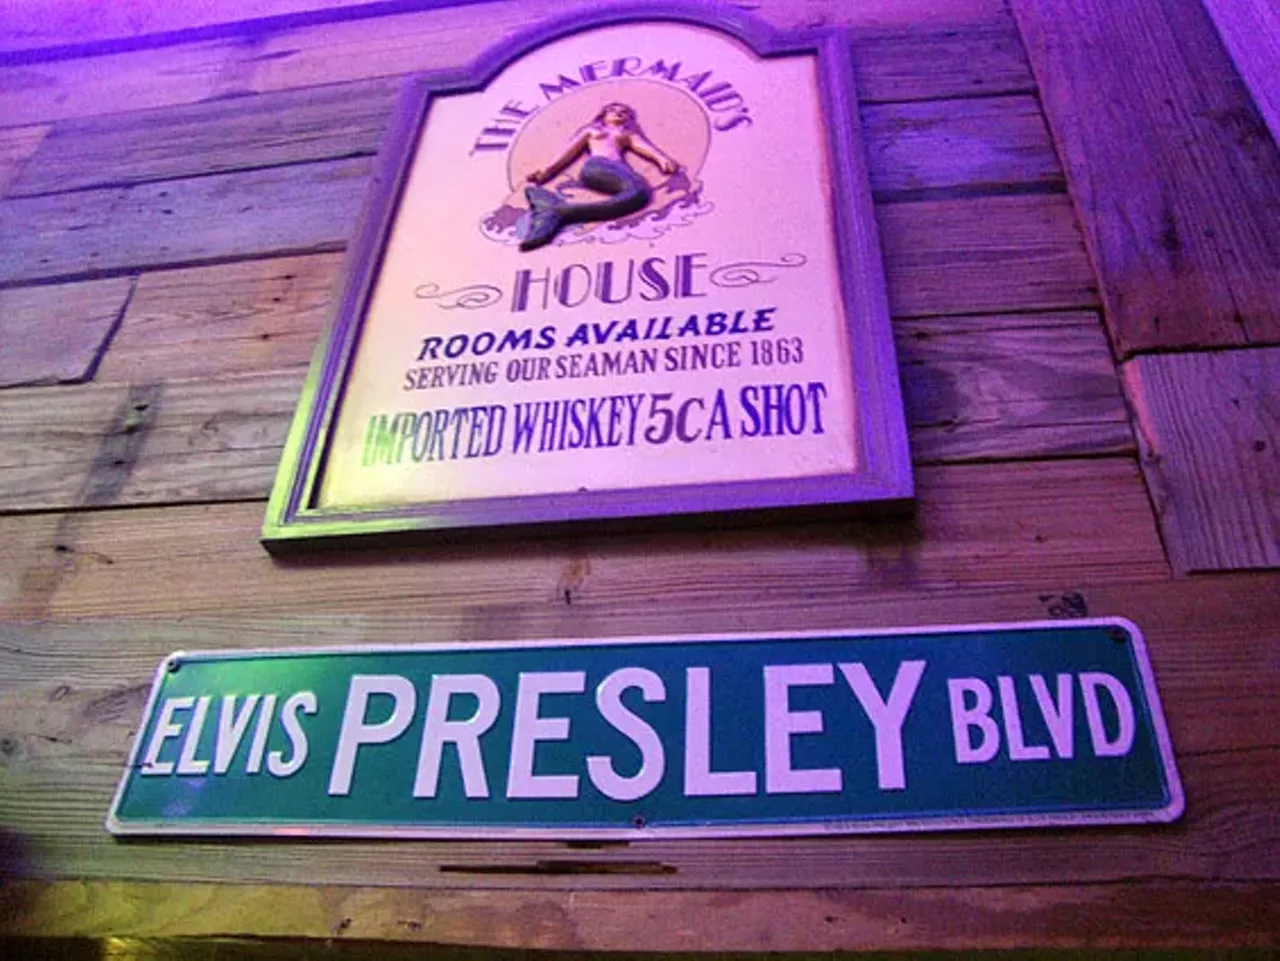 THE MERMAID'S
HOUSE
ROOMS AVAILABLE
SERVING OUR SEAMAN SINCE 1863
IMPORTED WHISKEY 5C A SHOT
ELVIS PRESLEY BLVD